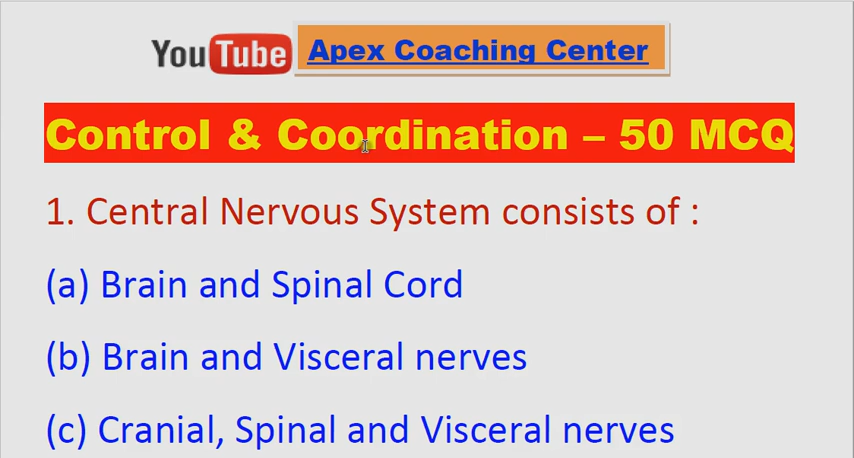 YouTube Apex Coaching Center
Control & Coordination – 50 MCQ
1. Central Nervous System consists of :
(a) Brain and Spinal Cord
(b) Brain and Visceral nerves
(c) Cranial, Spinal and Visceral nerves